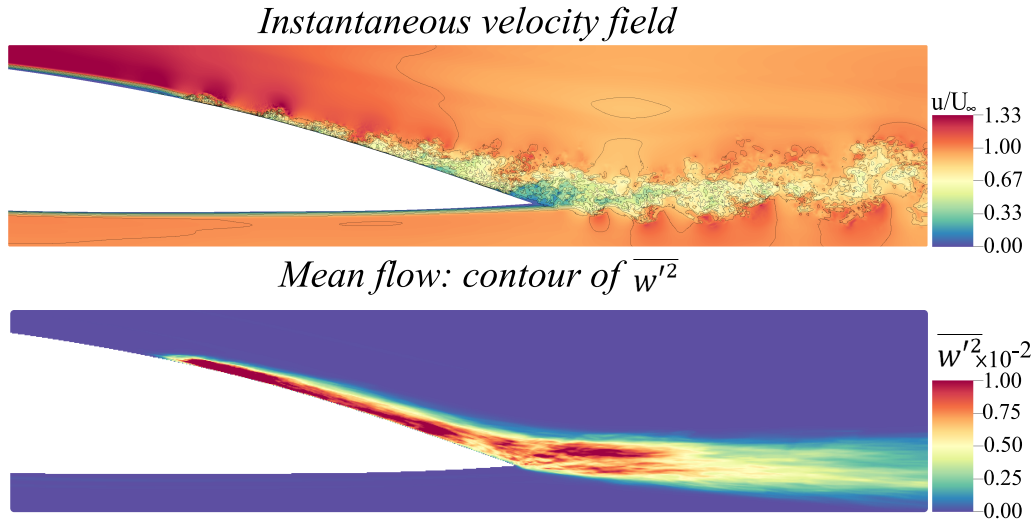 Instantaneous velocity field
u/U∞
1.33
1.00
0.67
0.33
0.00
Mean flow: contour of w′²
w′²×10⁻²
1.00
0.75
0.50
0.25
0.00